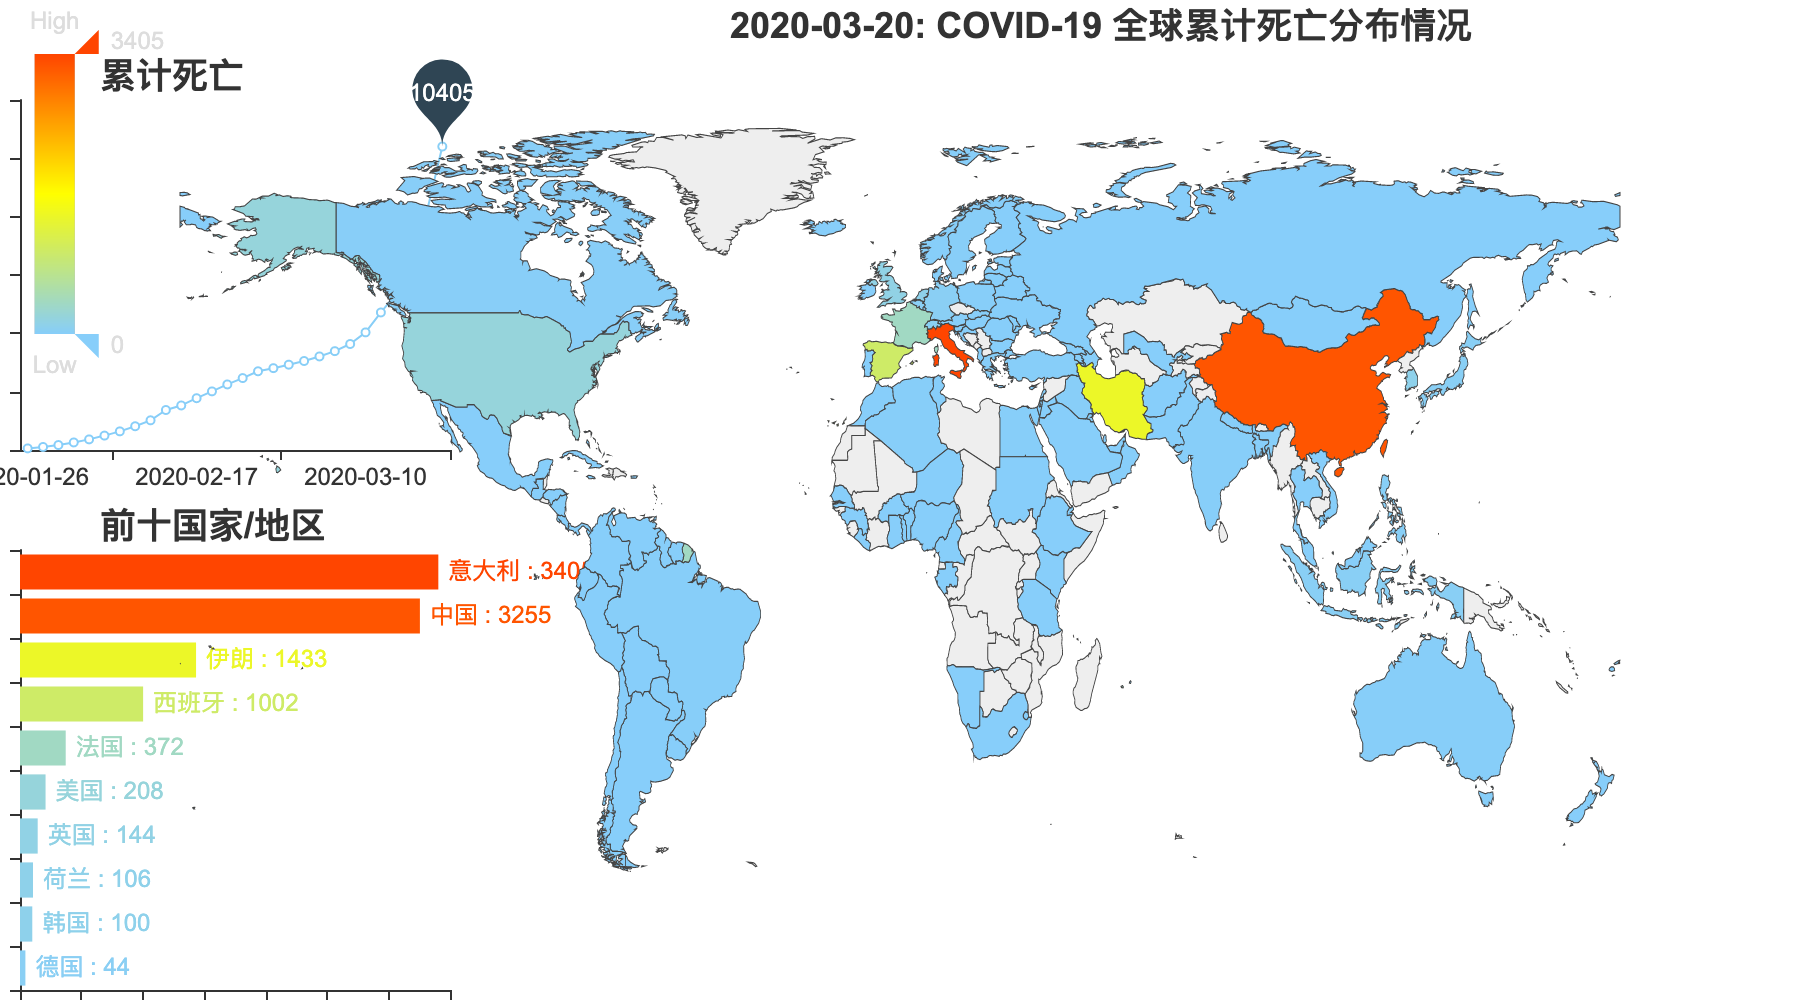 2020-03-20: COVID-19 全球累计死亡分布情况
High
3405
累计死亡
10405
0
Low
20-01-26
2020-02-17
2020-03-10
前十国家/地区
意大利 : 340
中国 : 3255
伊朗 : 1433
西班牙 : 1002
法国 : 372
美国 : 208
英国 : 144
荷兰 : 106
韩国 : 100
德国 : 44